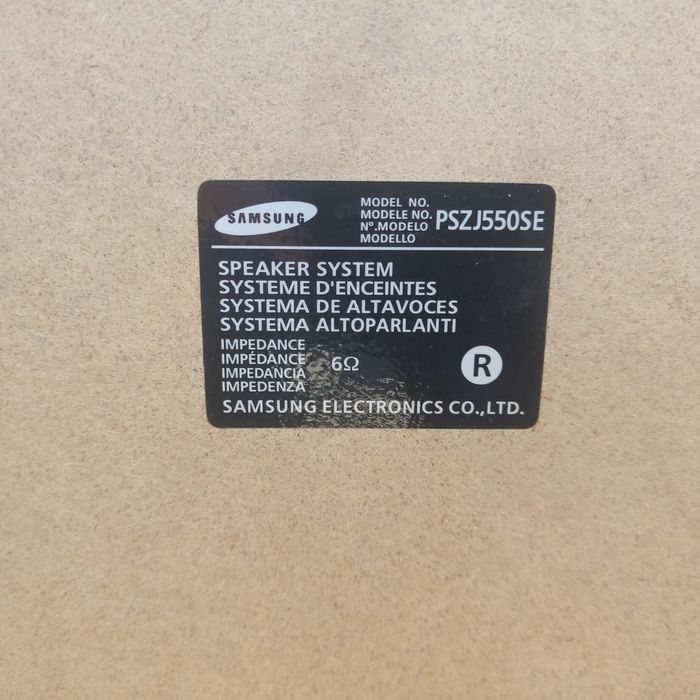 SAMSUNG
MODEL NO.
MODELE NO.
Nº.MODELO
MODELLO
PSZJ550SE
SPEAKER SYSTEM
SYSTEME D'ENCEINTES
SYSTEMA DE ALTAVOCES
SYSTEMA ALTOPARLANTI
IMPEDANCE
IMPÉDANCE
IMPEDANCIA
IMPEDENZA
6Ω
R
SAMSUNG ELECTRONICS CO.,LTD.